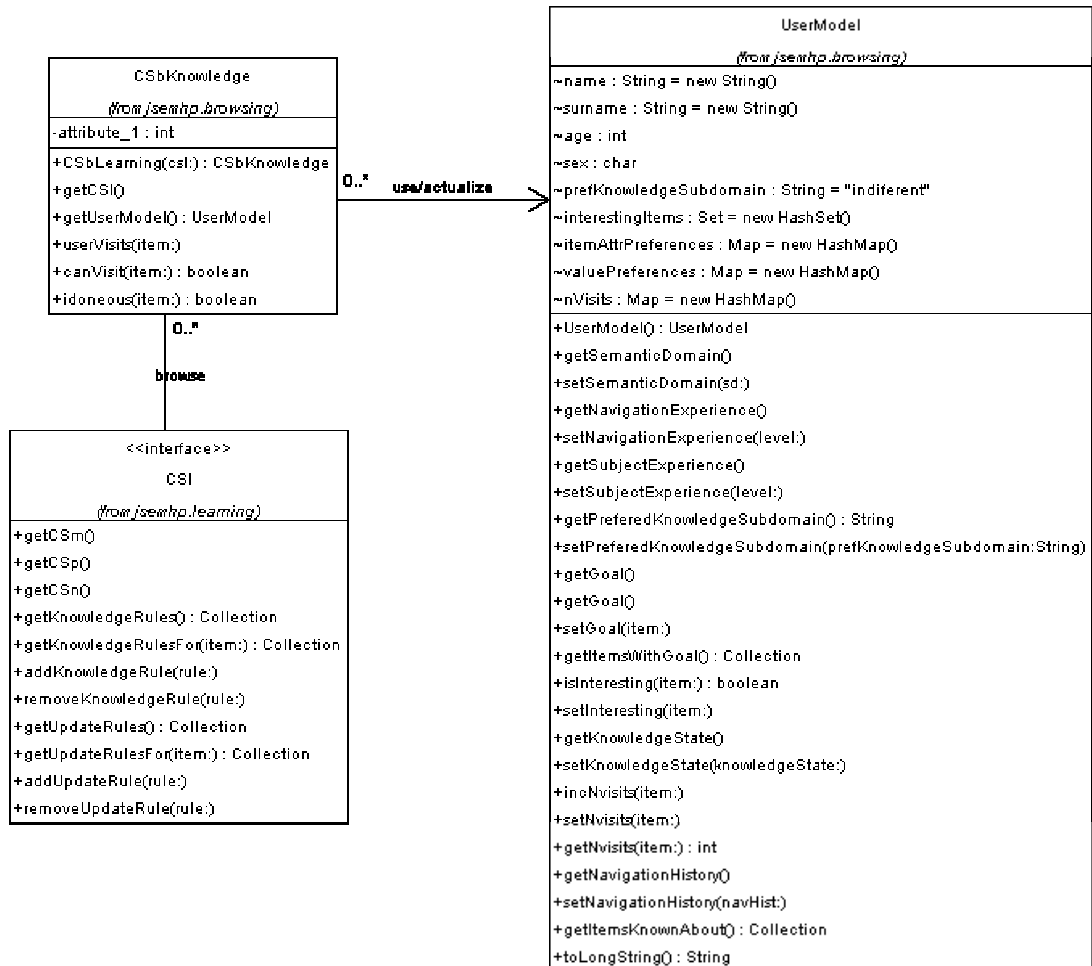 CSbKnowledge
(from jsemhp.browsing)
-attribute_1 : int
+CSbLearning(csl:) : CSbKnowledge
+getCSl()
+getUserModel() : UserModel
+userVisits(item:)
+canVisit(item:) : boolean
+idoneous(item:) : boolean
0..*
use/actualize
0..*
browse
<<interface>>
CSl
(from jsemhp.learning)
+getCSm()
+getCSp()
+getCSn()
+getKnowledgeRules() : Collection
+getKnowledgeRulesFor(item:) : Collection
+addKnowledgeRule(rule:)
+removeKnowledgeRule(rule:)
+getUpdateRules() : Collection
+getUpdateRulesFor(item:) : Collection
+addUpdateRule(rule:)
+removeUpdateRule(rule:)
UserModel
(from jsemhp.browsing)
~name : String = new String()
~surname : String = new String()
~age : int
~sex : char
~prefKnowledgeSubdomain : String = "indiferent"
~interestingItems : Set = new HashSet()
~itemAttrPreferences : Map = new HashMap()
~valuePreferences : Map = new HashMap()
~nVisits : Map = new HashMap()
+UserModel() : UserModel
+getSemanticDomain()
+setSemanticDomain(sd:)
+getNavigationExperience()
+setNavigationExperience(level:)
+getSubjectExperience()
+setSubjectExperience(level:)
+getPreferedKnowledgeSubdomain() : String
+setPreferedKnowledgeSubdomain(prefKnowledgeSubdomain:String)
+getGoal()
+getGoal()
+setGoal(item:)
+getItemsWithGoal() : Collection
+isInteresting(item:) : boolean
+setInteresting(item:)
+getKnowledgeState()
+setKnowledgeState(knowledgeState:)
+incNvisits(item:)
+setNvisits(item:)
+getNvisits(item:) : int
+getNavigationHistory()
+setNavigationHistory(navHist:)
+getItemsKnownAbout() : Collection
+toLongString() : String